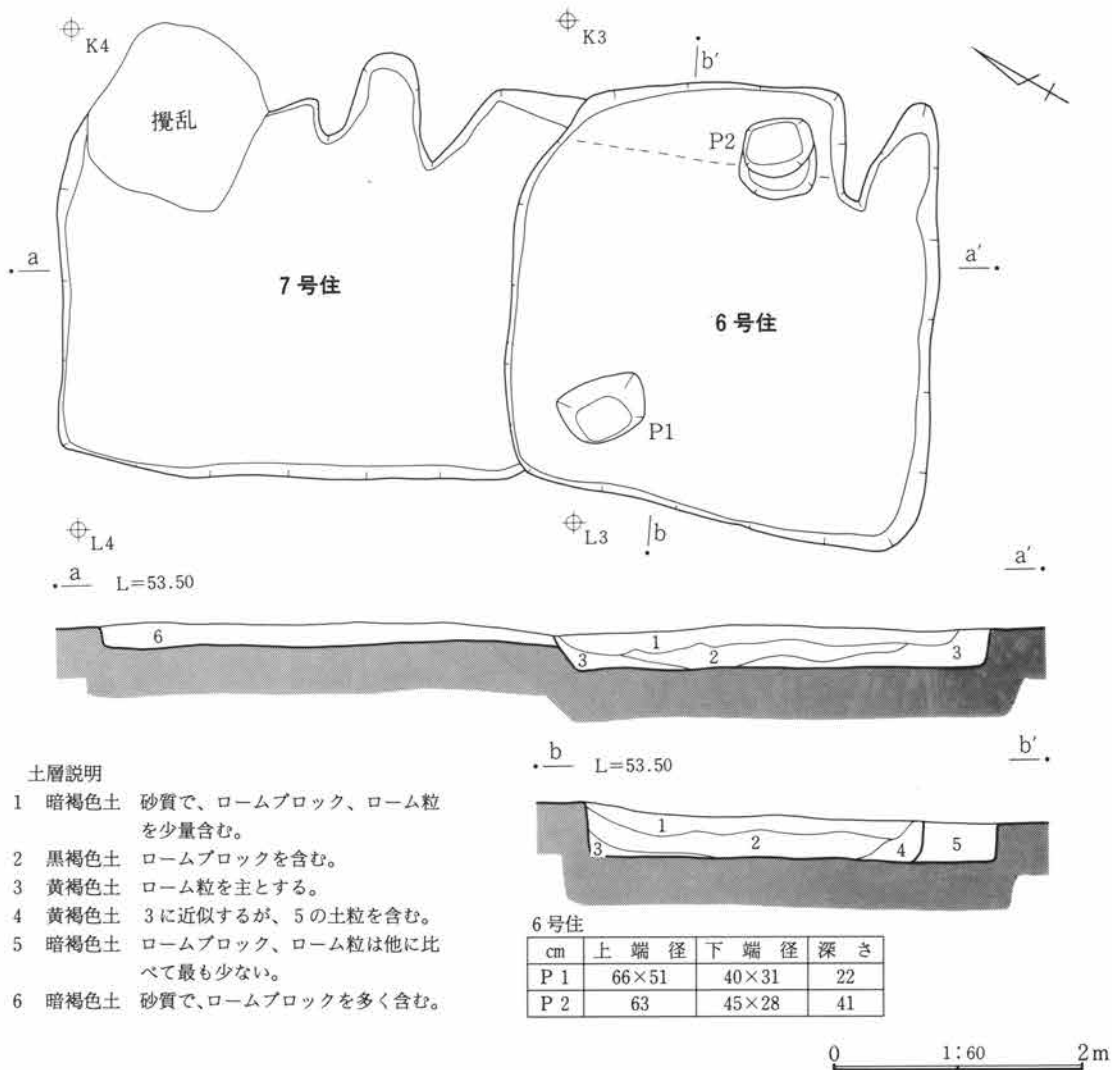 K4
K3
b′
攪乱
P2
a
a′
7号住
6号住
P1
L4
L3
b
a L=53.50
a′
6
1
2
3
3
b L=53.50
b′
1
2
3
4
5
土層説明
1 暗褐色土 砂質で、ロームブロック、ローム粒
を少量含む。
2 黒褐色土 ロームブロックを含む。
3 黄褐色土 ローム粒を主とする。
4 黄褐色土 3に近似するが、5の土粒を含む。
5 暗褐色土 ロームブロック、ローム粒は他に比
べて最も少ない。
6 暗褐色土 砂質で、ロームブロックを多く含む。
6号住
cm 上端径 下端径 深さ
P1 66×51 40×31 22
P2 63 45×28 41
0 1:60 2m